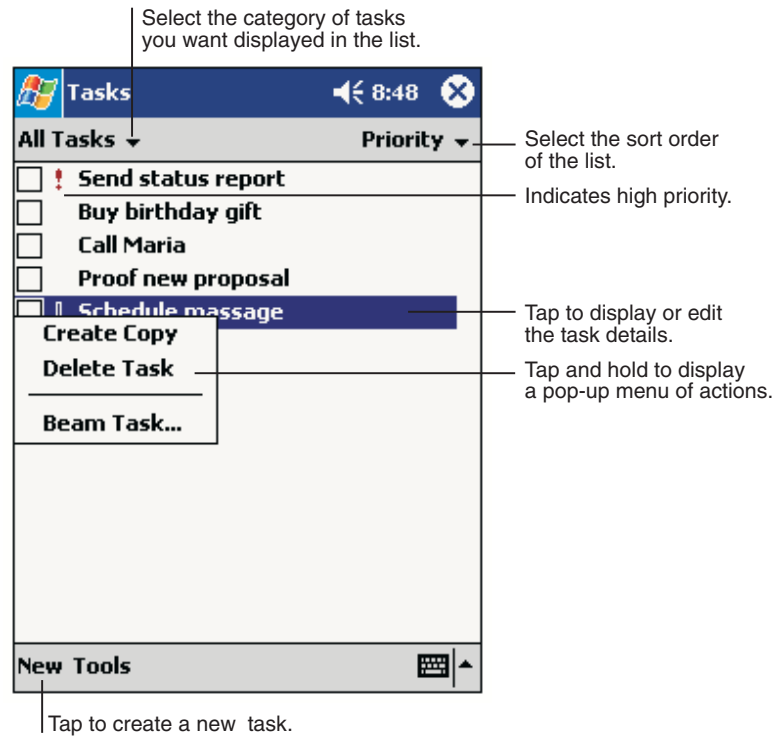 Select the category of tasks
you want displayed in the list.
Tasks 8:48
All Tasks Priority
Select the sort order
of the list.
! Send status report
Indicates high priority.
Buy birthday gift
Call Maria
Proof new proposal
Schedule massage
Tap to display or edit
the task details.
Create Copy
Delete Task
Tap and hold to display
a pop-up menu of actions.
Beam Task...
New Tools
Tap to create a new task.